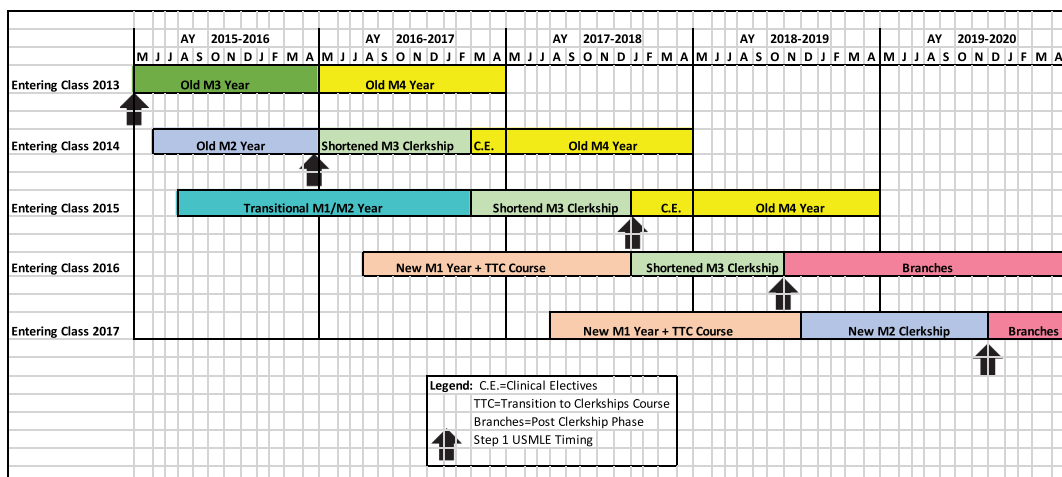 AY 2015-2016 AY 2016-2017 AY 2017-2018 AY 2018-2019 AY 2019-2020
M J J A S O N D J F M A M J J A S O N D J F M A M J J A S O N D J F M A M J J A S O N D J F M A M J J A S O N D J F M A
Entering Class 2013 Old M3 Year Old M4 Year
Entering Class 2014 Old M2 Year Shortened M3 Clerkship C.E. Old M4 Year
Entering Class 2015 Transitional M1/M2 Year Shortend M3 Clerkship C.E. Old M4 Year
Entering Class 2016 New M1 Year + TTC Course Shortened M3 Clerkship Branches
Entering Class 2017 New M1 Year + TTC Course New M2 Clerkship Branches
Legend: C.E.=Clinical Electives
TTC=Transition to Clerkships Course
Branches=Post Clerkship Phase
Step 1 USMLE Timing